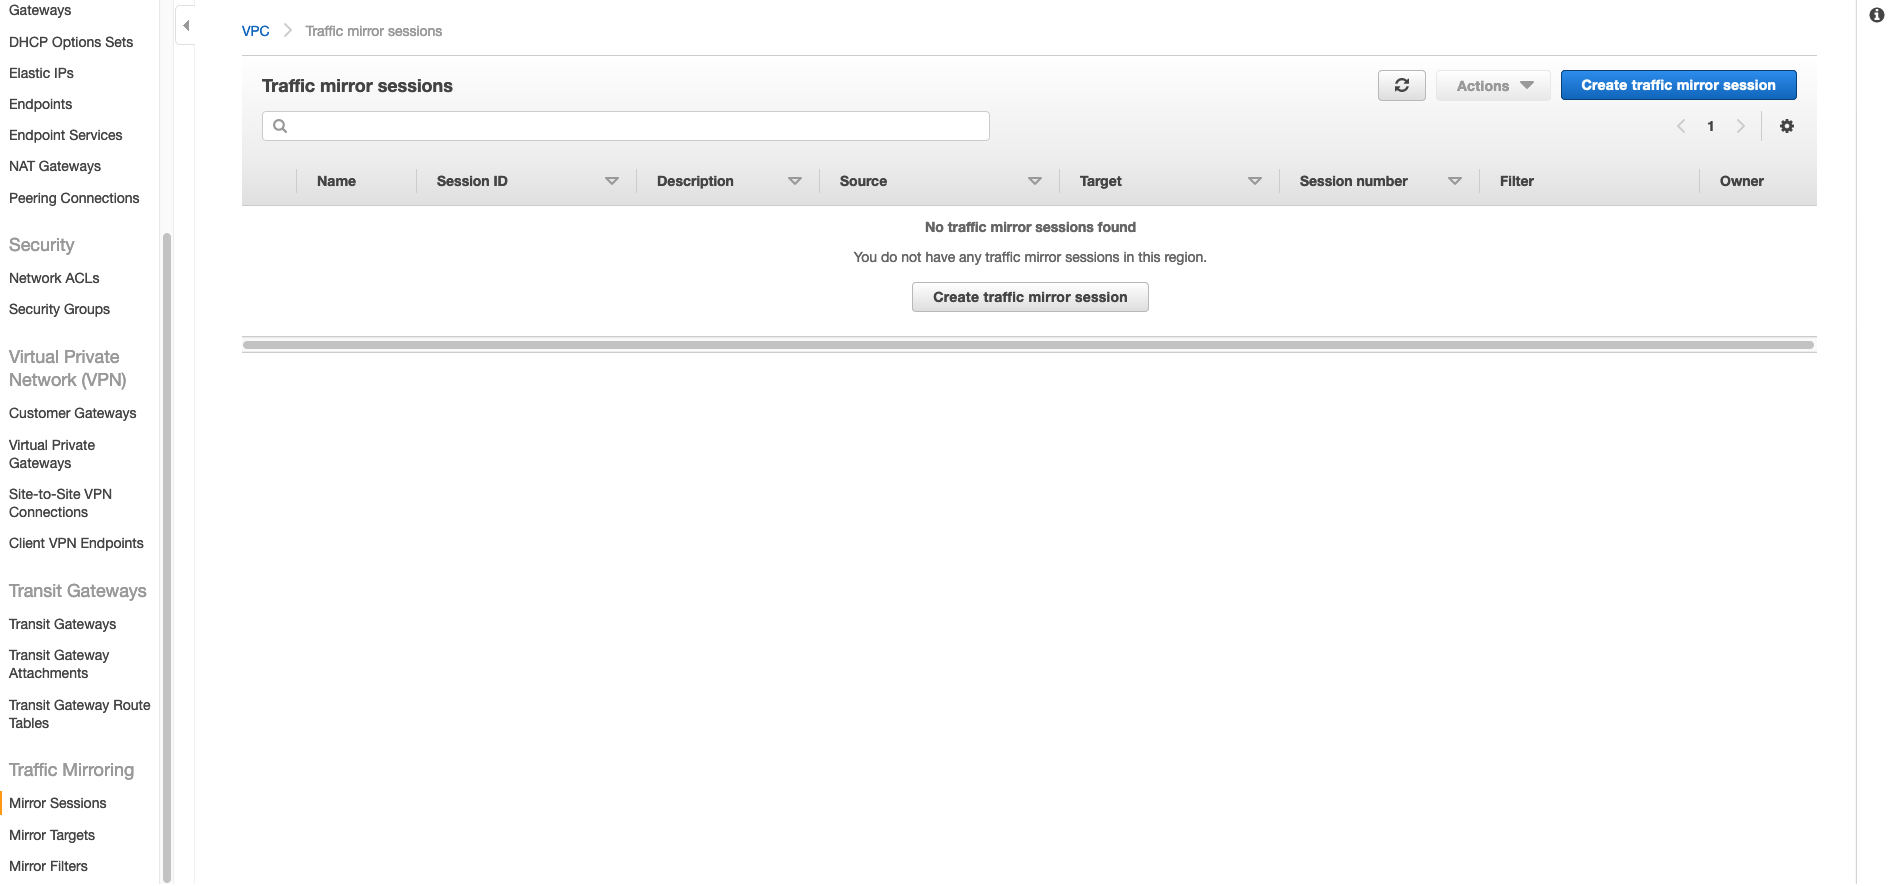 Gateways
DHCP Options Sets
Elastic IPs
Endpoints
Endpoint Services
NAT Gateways
Peering Connections
Security
Network ACLs
Security Groups
Virtual Private
Network (VPN)
Customer Gateways
Virtual Private
Gateways
Site-to-Site VPN
Connections
Client VPN Endpoints
Transit Gateways
Transit Gateways
Transit Gateway
Attachments
Transit Gateway Route
Tables
Traffic Mirroring
Mirror Sessions
Mirror Targets
Mirror Filters
VPC Traffic mirror sessions
Traffic mirror sessions Actions Create traffic mirror session
1
Name Session ID Description Source Target Session number Filter Owner
No traffic mirror sessions found
You do not have any traffic mirror sessions in this region.
Create traffic mirror session